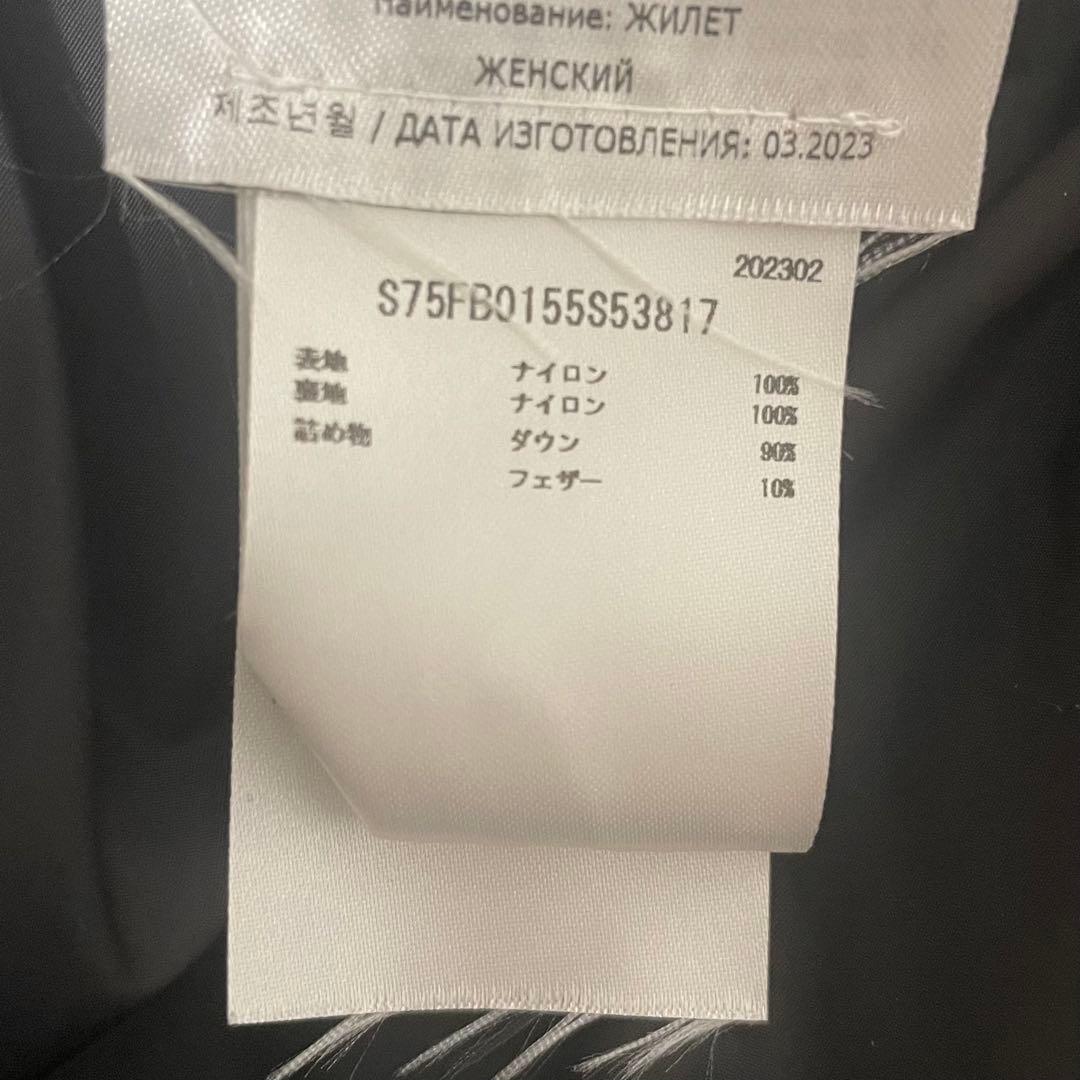 Наименование: ЖИЛЕТ
ЖЕНСКИЙ
제조년월 / ДАТА ИЗГОТОВЛЕНИЯ: 03.2023
202302
S75FB0155S53817
表地 ナイロン 100%
裏地 ナイロン 100%
詰め物 ダウン 90%
フェザー 10%